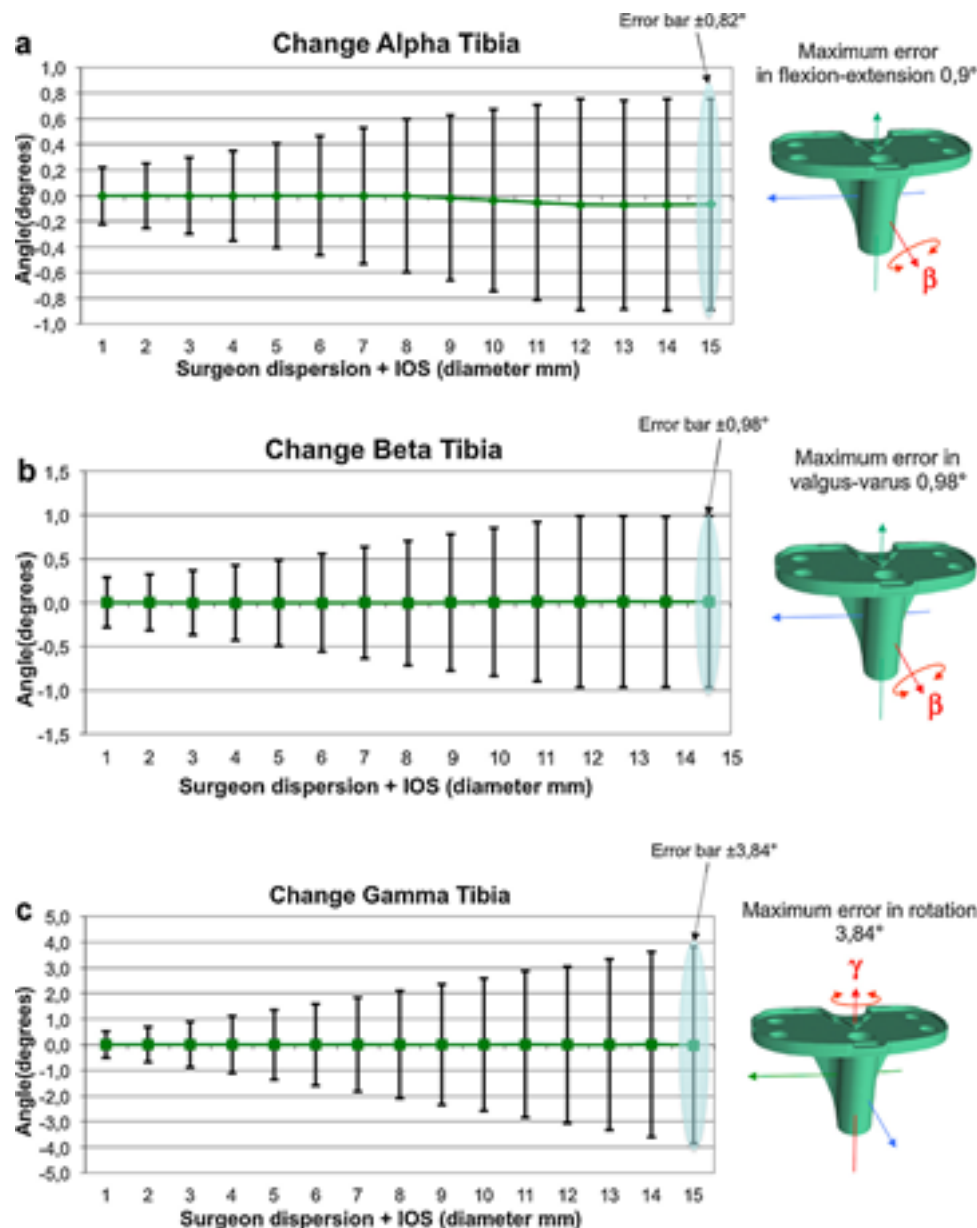 a
Change Alpha Tibia
Error bar ±0,82°
Maximum error
in flexion-extension 0,9°
Angle(degrees)
1,0
0,8
0,6
0,4
0,2
0,0
-0,2
-0,4
-0,6
-0,8
-1,0
1 2 3 4 5 6 7 8 9 10 11 12 13 14 15
Surgeon dispersion + IOS (diameter mm)
β
b
Change Beta Tibia
Error bar ±0,98°
Maximum error in
valgus-varus 0,98°
Angle(degrees)
1,5
1,0
0,5
0,0
-0,5
-1,0
-1,5
1 2 3 4 5 6 7 8 9 10 11 12 13 14 15
Surgeon dispersion + IOS (diameter mm)
β
c
Change Gamma Tibia
Error bar ±3,84°
Maximum error in rotation
3,84°
γ
Angle(degrees)
5,0
4,0
3,0
2,0
1,0
0,0
-1,0
-2,0
-3,0
-4,0
-5,0
1 2 3 4 5 6 7 8 9 10 11 12 13 14 15
Surgeon dispersion + IOS (diameter mm)